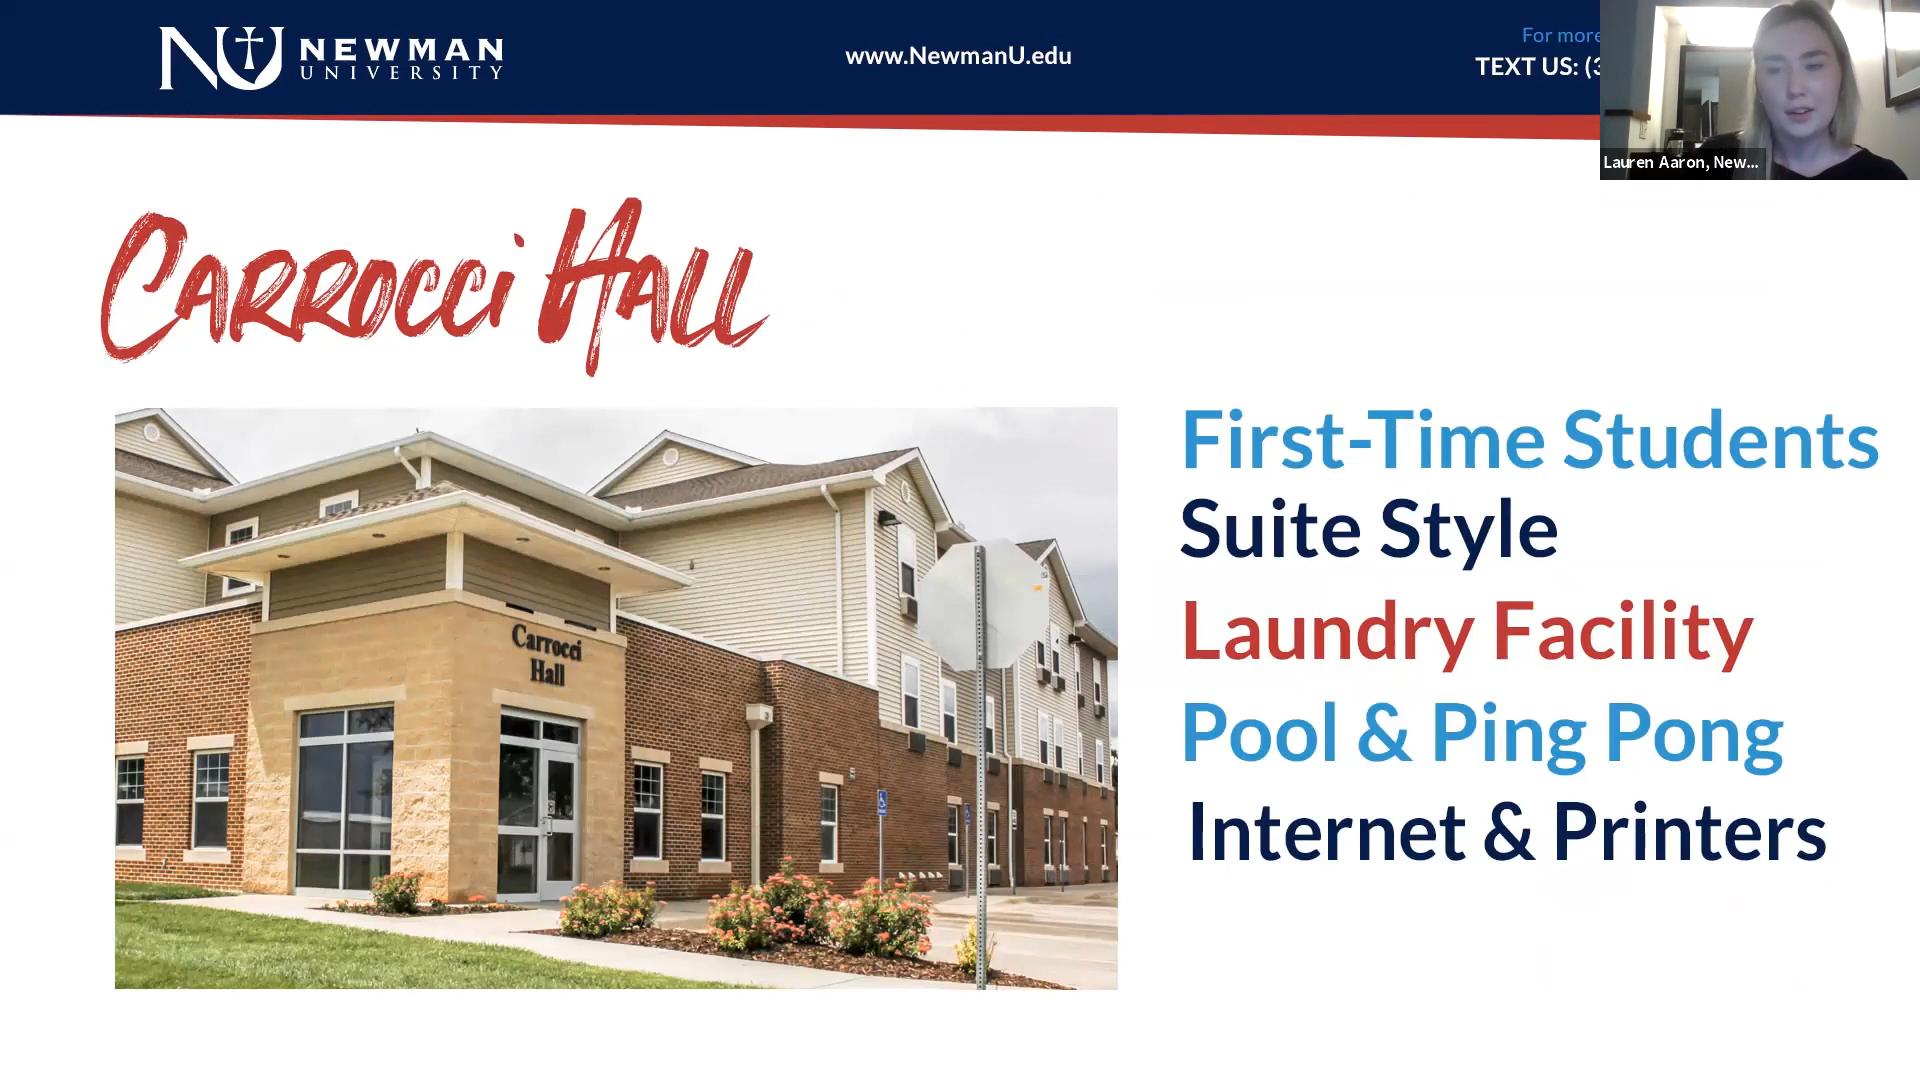 NU NEWMAN
UNIVERSITY
www.NewmanU.edu
For more
TEXT US: (3
Lauren Aaron, New...
Carrocci Hall
Carrocci
Hall
First-Time Students
Suite Style
Laundry Facility
Pool & Ping Pong
Internet & Printers